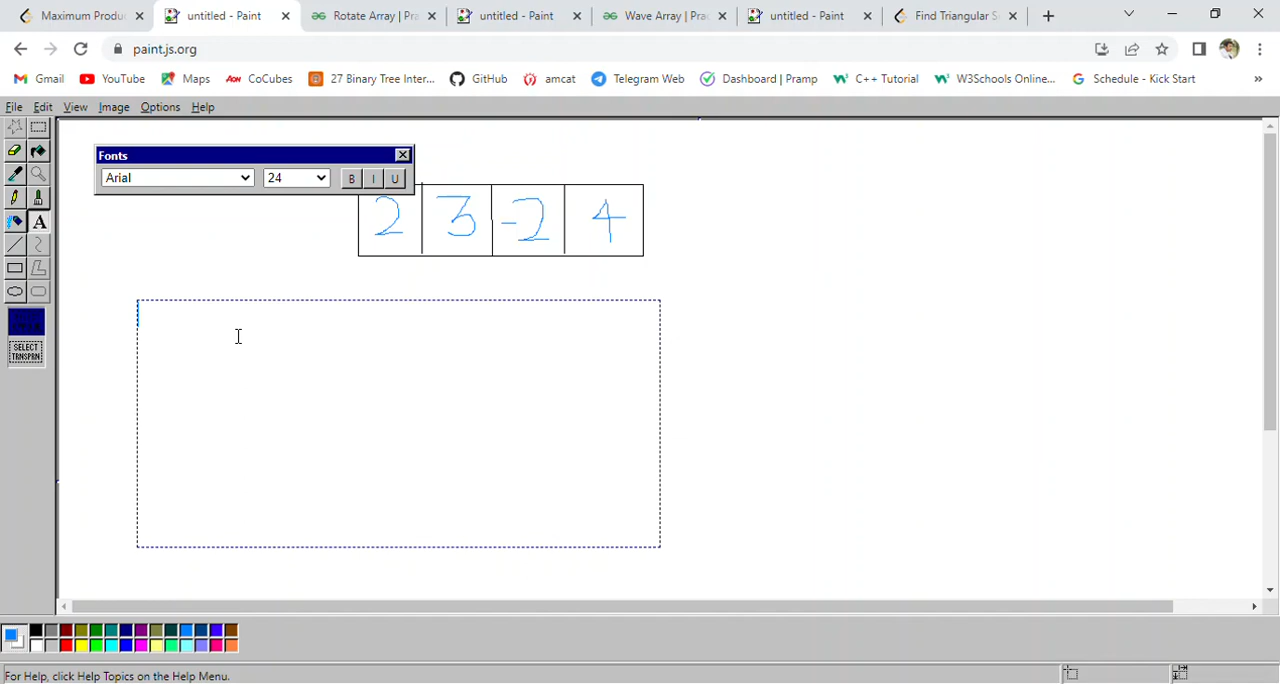 Maximum Produ
untitled - Paint
Rotate Array | Pra
untitled - Paint
Wave Array | Pra
untitled - Paint
Find Triangular S
paint.js.org
Gmail
YouTube
Maps
CoCubes
27 Binary Tree Inter...
GitHub
amcat
Telegram Web
Dashboard | Pramp
C++ Tutorial
W3Schools Online...
Schedule - Kick Start
»
File Edit View Image Options Help
Fonts
Arial 24 B I U
2 3 -2 4
A
SELECT
TRNSPRN
For Help, click Help Topics on the Help Menu.